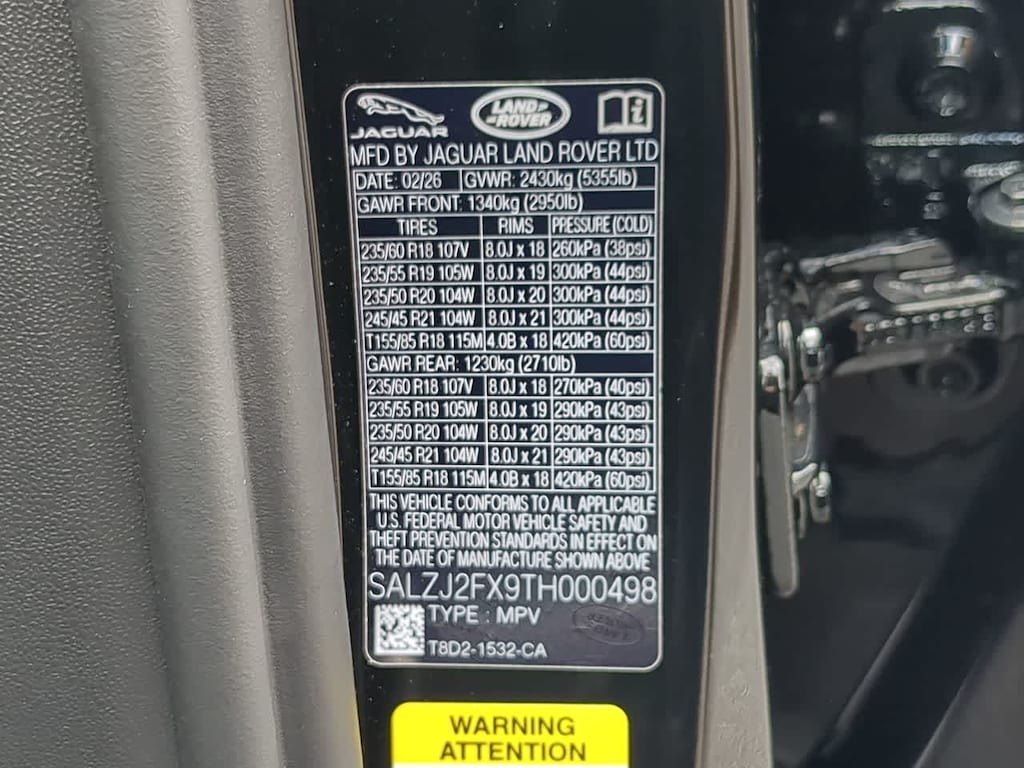 JAGUAR
LAND ROVER
i
MFD BY JAGUAR LAND ROVER LTD
DATE: 02/26 GVWR: 2430kg (5355lb)
GAWR FRONT: 1340kg (2950lb)
TIRES RIMS PRESSURE (COLD)
235/60 R18 107V 8.0J x 18 260kPa (38psi)
235/55 R19 105W 8.0J x 19 300kPa (44psi)
235/50 R20 104W 8.0J x 20 300kPa (44psi)
245/45 R21 104W 8.0J x 21 300kPa (44psi)
T155/85 R18 115M 4.0B x 18 420kPa (60psi)
GAWR REAR: 1230kg (2710lb)
235/60 R18 107V 8.0J x 18 270kPa (40psi)
235/55 R19 105W 8.0J x 19 290kPa (43psi)
235/50 R20 104W 8.0J x 20 290kPa (43psi)
245/45 R21 104W 8.0J x 21 290kPa (43psi)
T155/85 R18 115M 4.0B x 18 420kPa (60psi)
THIS VEHICLE CONFORMS TO ALL APPLICABLE
U.S. FEDERAL MOTOR VEHICLE SAFETY AND
THEFT PREVENTION STANDARDS IN EFFECT ON
THE DATE OF MANUFACTURE SHOWN ABOVE
SALZJ2FX9TH000498
TYPE : MPV
T8D2-1532-CA
WARNING
ATTENTION